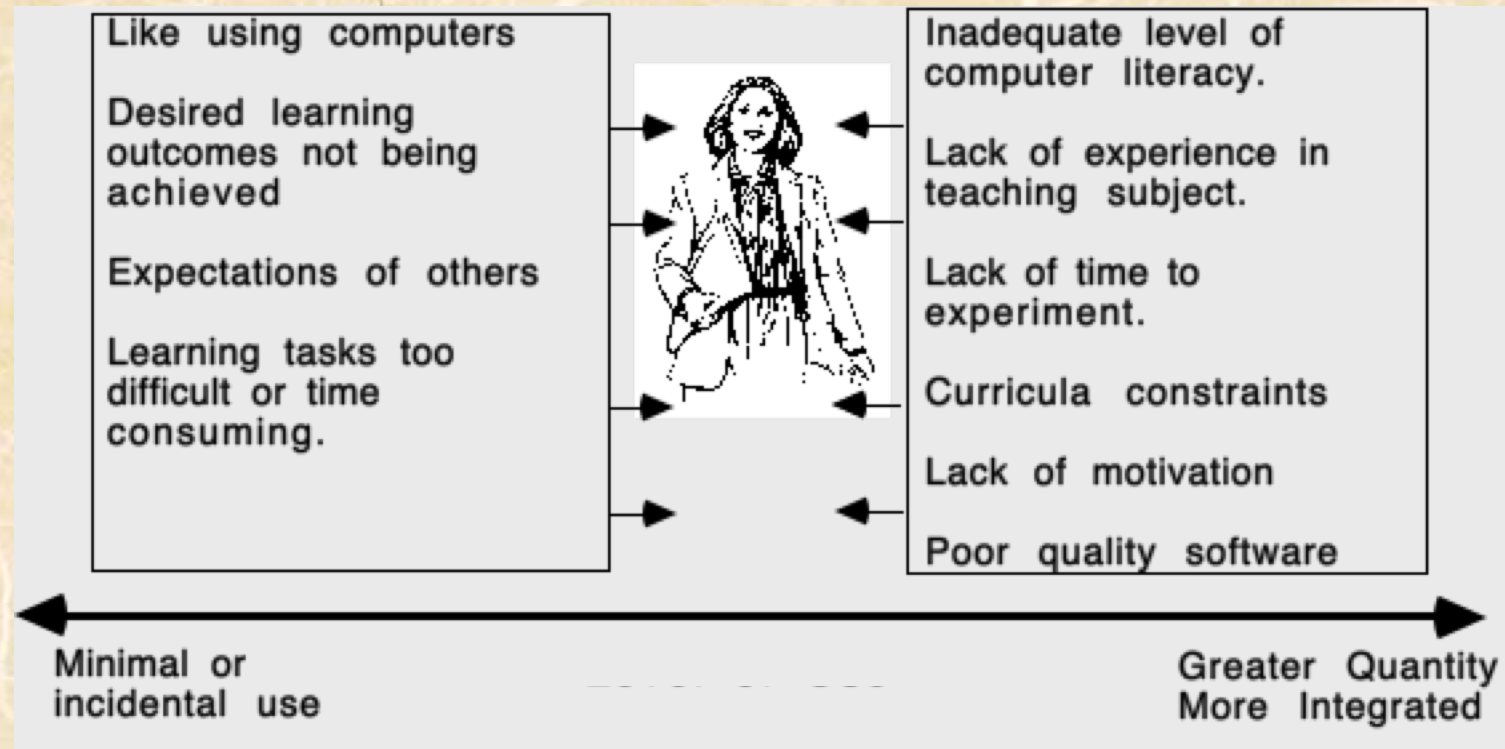 Like using computers
Desired learning
outcomes not being
achieved
Expectations of others
Learning tasks too
difficult or time
consuming.
Inadequate level of
computer literacy.
Lack of experience in
teaching subject.
Lack of time to
experiment.
Curricula constraints
Lack of motivation
Poor quality software
Minimal or
incidental use
Greater Quantity
More Integrated